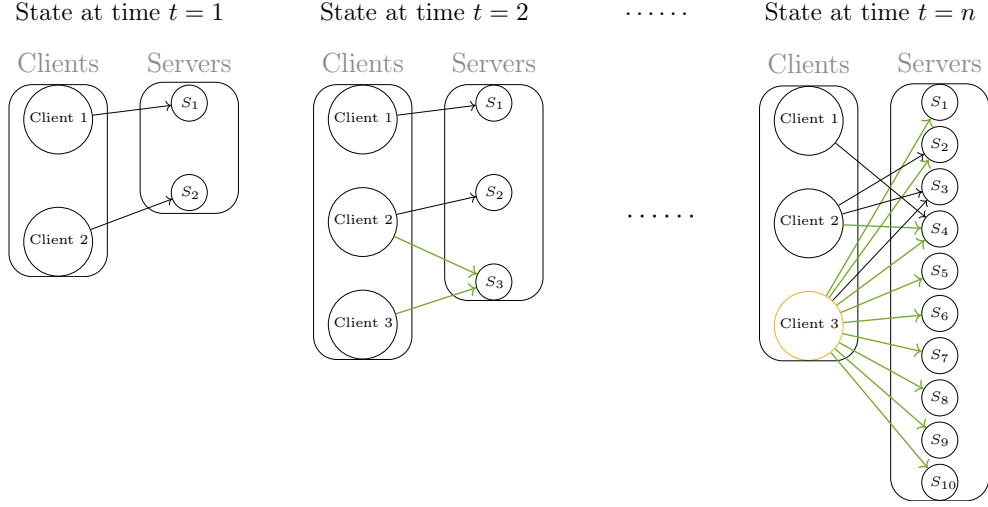 State at time t = 1
Clients Servers
Client 1
Client 2
S1
S2
State at time t = 2
Clients Servers
Client 1
Client 2
Client 3
S1
S2
S3
......
......
State at time t = n
Clients Servers
Client 1
Client 2
Client 3
S1
S2
S3
S4
S5
S6
S7
S8
S9
S10